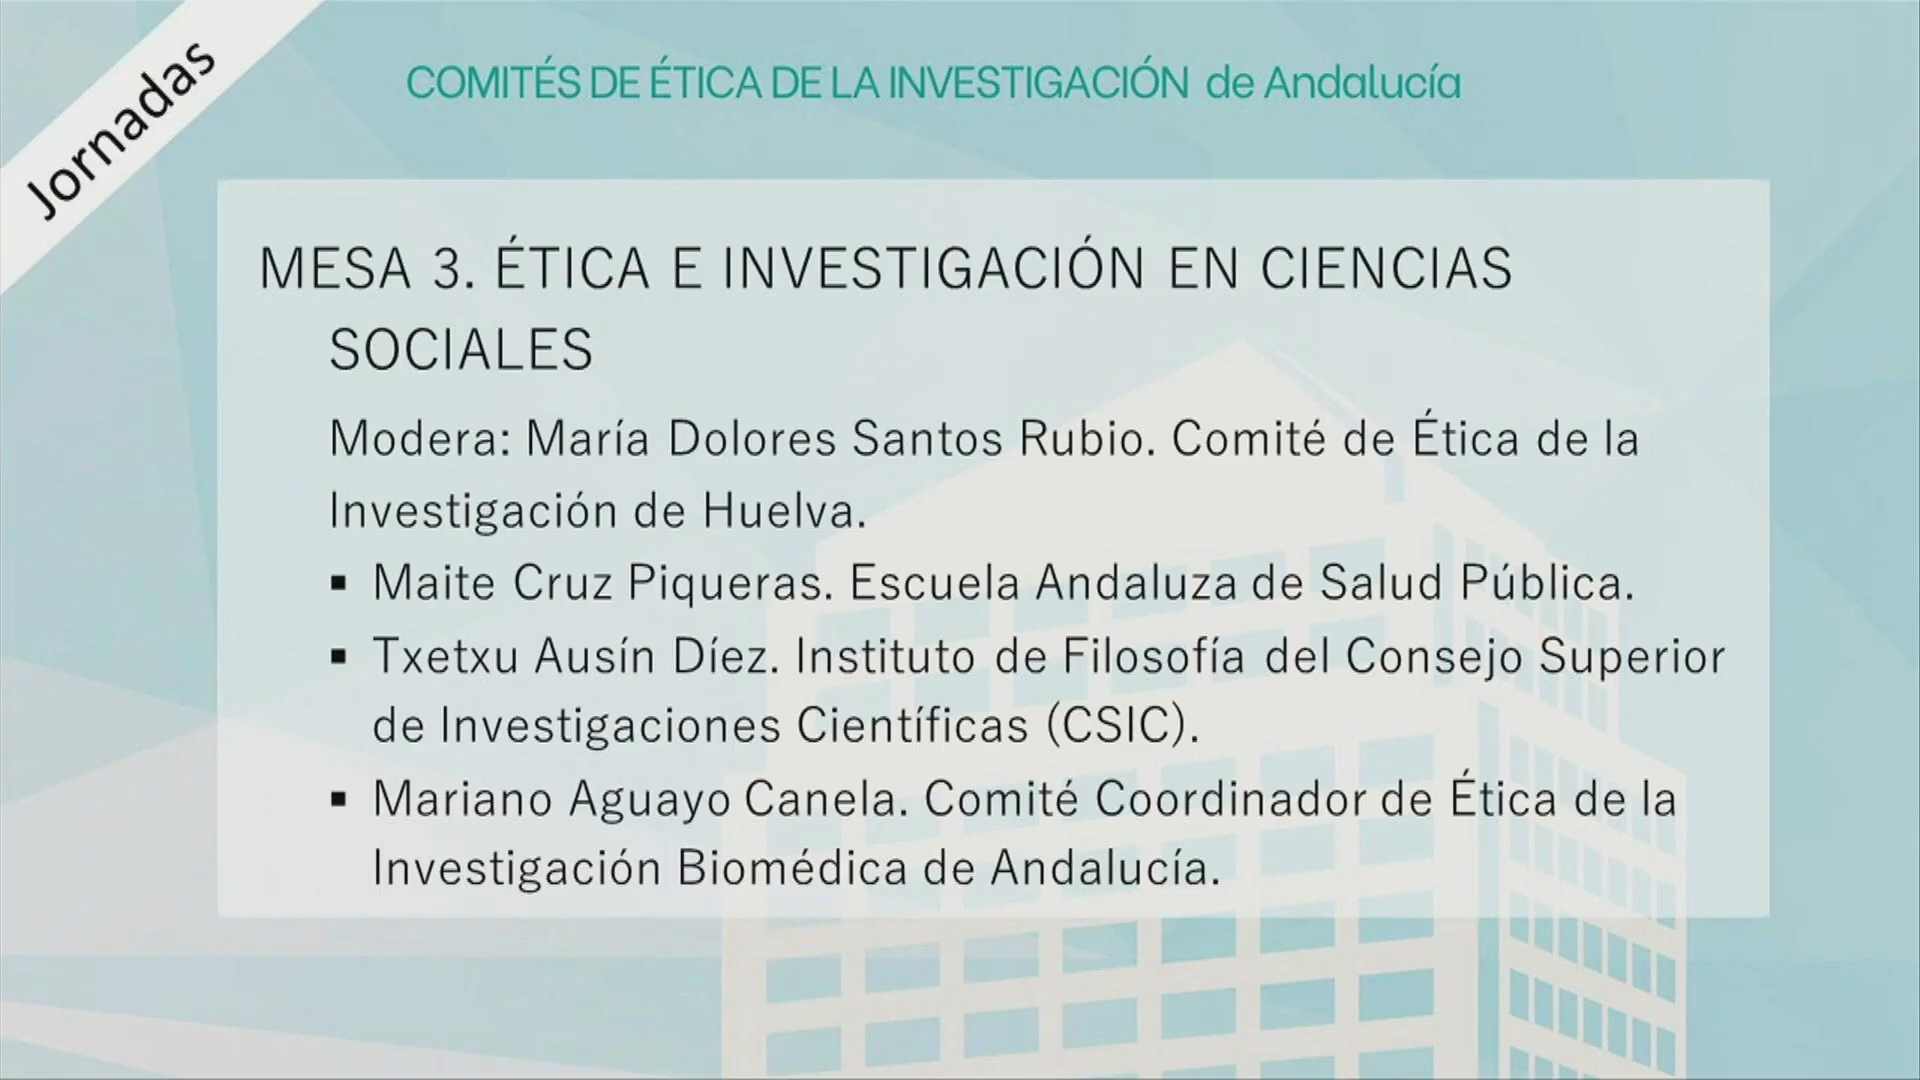 Jornadas
COMITÉS DE ÉTICA DE LA INVESTIGACIÓN de Andalucía
MESA 3. ÉTICA E INVESTIGACIÓN EN CIENCIAS
SOCIALES
Modera: María Dolores Santos Rubio. Comité de Ética de la
Investigación de Huelva.
▪ Maite Cruz Piqueras. Escuela Andaluza de Salud Pública.
▪ Txetxu Ausín Díez. Instituto de Filosofía del Consejo Superior
de Investigaciones Científicas (CSIC).
▪ Mariano Aguayo Canela. Comité Coordinador de Ética de la
Investigación Biomédica de Andalucía.